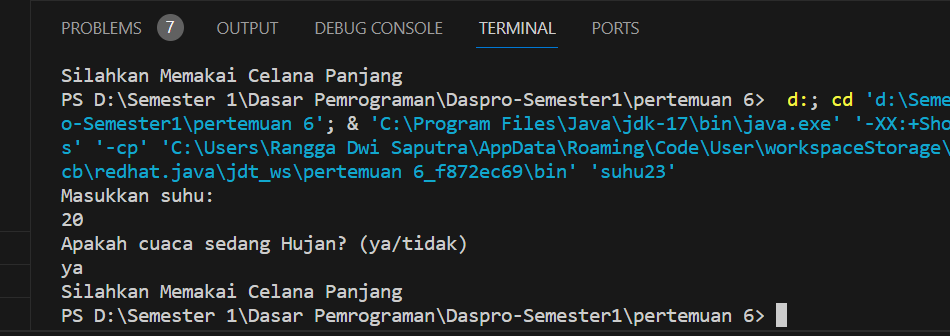 PROBLEMS 7 OUTPUT DEBUG CONSOLE TERMINAL PORTS
Silahkan Memakai Celana Panjang
PS D:\Semester 1\Dasar Pemrograman\Daspro-Semester1\pertemuan 6>  d:; cd 'd:\Seme
o-Semester1\pertemuan 6'; & 'C:\Program Files\Java\jdk-17\bin\java.exe' '-XX:+Sho
s' '-cp' 'C:\Users\Rangga Dwi Saputra\AppData\Roaming\Code\User\workspaceStorage\
cb\redhat.java\jdt_ws\pertemuan 6_f872ec69\bin' 'suhu23'
Masukkan suhu:
20
Apakah cuaca sedang Hujan? (ya/tidak)
ya
Silahkan Memakai Celana Panjang
PS D:\Semester 1\Dasar Pemrograman\Daspro-Semester1\pertemuan 6>